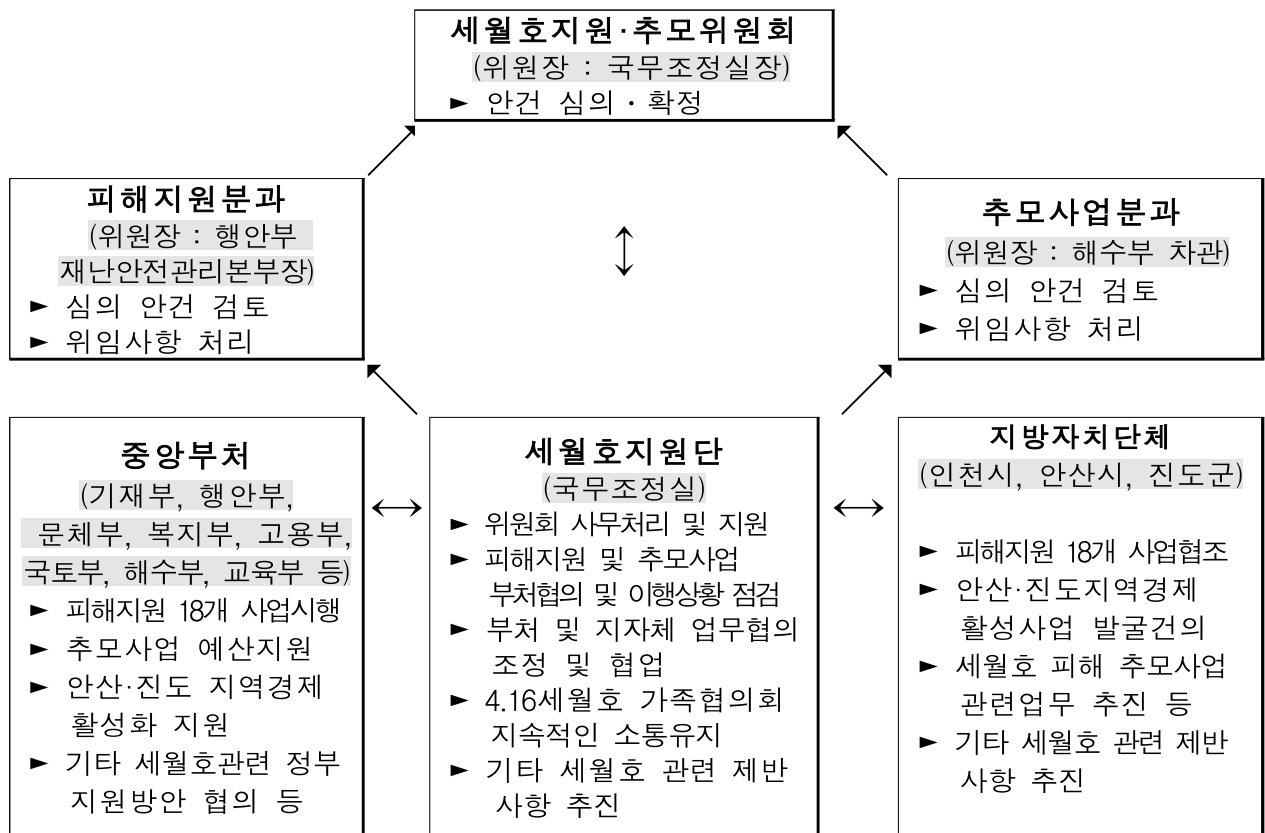 세월호지원·추모위원회
(위원장 : 국무조정실장)
► 안건 심의·확정
피해지원분과
(위원장 : 행안부
재난안전관리본부장)
► 심의 안건 검토
► 위임사항 처리
추모사업분과
(위원장 : 해수부 차관)
► 심의 안건 검토
► 위임사항 처리
중앙부처
(기재부, 행안부,
문체부, 복지부, 고용부,
국토부, 해수부, 교육부 등)
► 피해지원 18개 사업시행
► 추모사업 예산지원
► 안산·진도 지역경제
활성화 지원
► 기타 세월호관련 정부
지원방안 협의 등
세월호지원단
(국무조정실)
► 위원회 사무처리 및 지원
► 피해지원 및 추모사업
부처협의 및 이행상황 점검
► 부처 및 지자체 업무협의
조정 및 협업
► 4.16세월호 가족협의회
지속적인 소통유지
► 기타 세월호 관련 제반
사항 추진
지방자치단체
(인천시, 안산시, 진도군)
► 피해지원 18개 사업협조
► 안산·진도지역경제
활성사업 발굴건의
► 세월호 피해 추모사업
관련업무 추진 등
► 기타 세월호 관련 제반
사항 추진